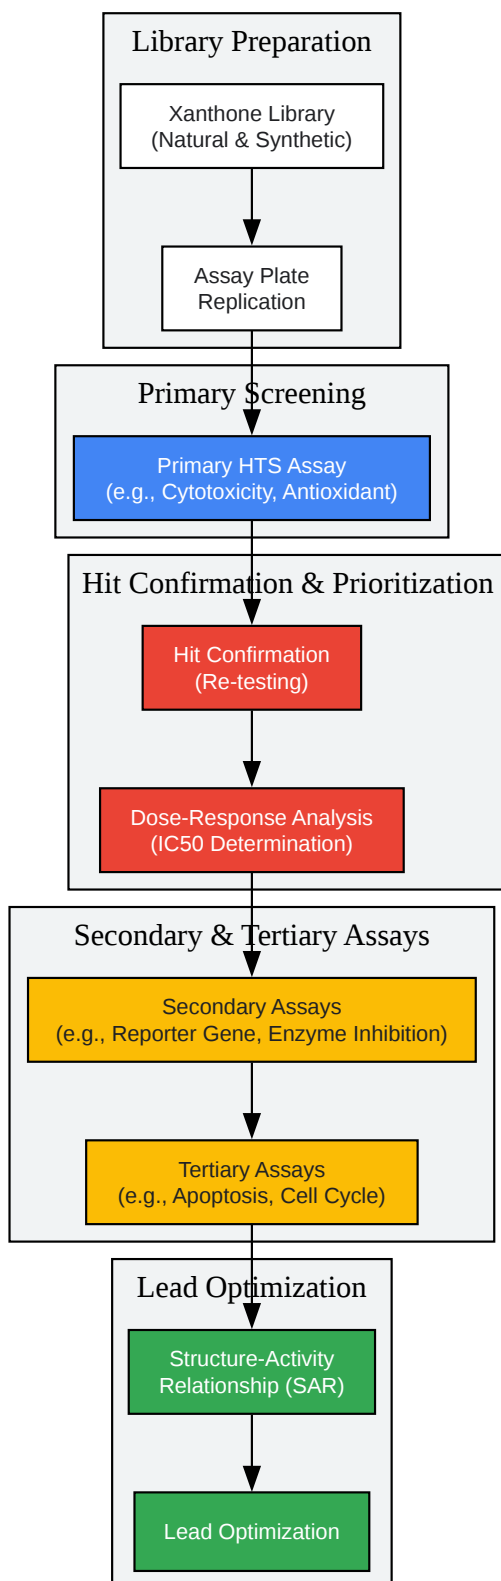 Library Preparation
Xanthone Library
(Natural & Synthetic)
Assay Plate
Replication
Primary Screening
Primary HTS Assay
(e.g., Cytotoxicity, Antioxidant)
Hit Confirmation & Prioritization
Hit Confirmation
(Re-testing)
Dose-Response Analysis
(IC50 Determination)
Secondary & Tertiary Assays
Secondary Assays
(e.g., Reporter Gene, Enzyme Inhibition)
Tertiary Assays
(e.g., Apoptosis, Cell Cycle)
Lead Optimization
Structure-Activity
Relationship (SAR)
Lead Optimization